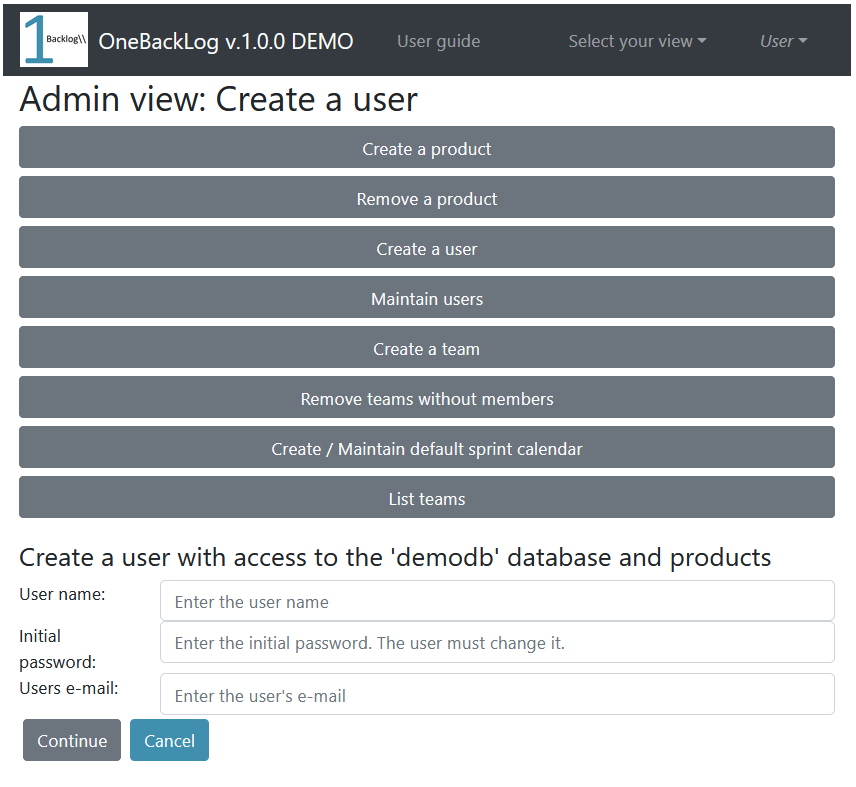 1 Backlog\\ OneBackLog v.1.0.0 DEMO User guide Select your view User
Admin view: Create a user
Create a product
Remove a product
Create a user
Maintain users
Create a team
Remove teams without members
Create / Maintain default sprint calendar
List teams
Create a user with access to the 'demodb' database and products
User name: Enter the user name
Initial
password: Enter the initial password. The user must change it.
Users e-mail: Enter the user's e-mail
Continue Cancel